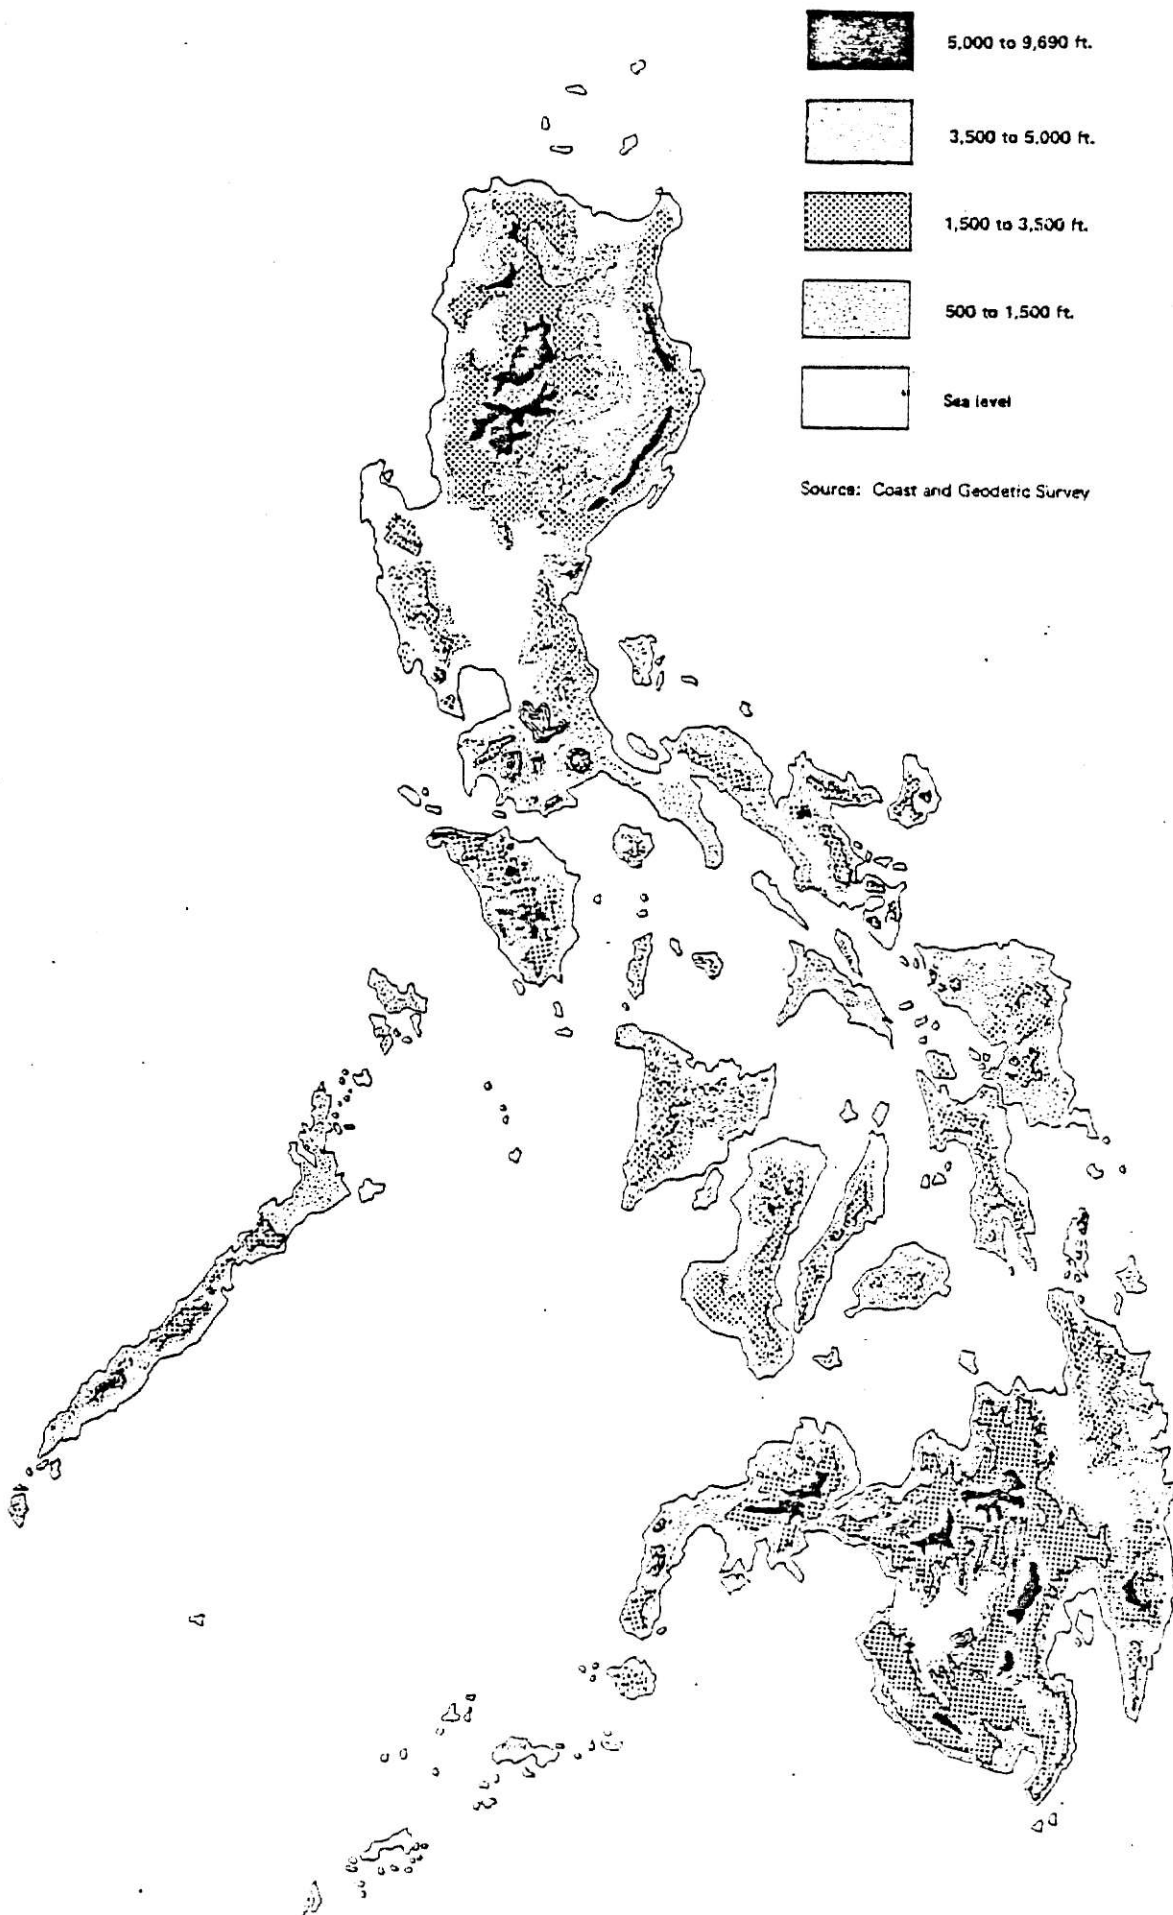 5,000 to 9,690 ft.
3,500 to 5,000 ft.
1,500 to 3,500 ft.
500 to 1,500 ft.
Sea level
Source: Coast and Geodetic Survey